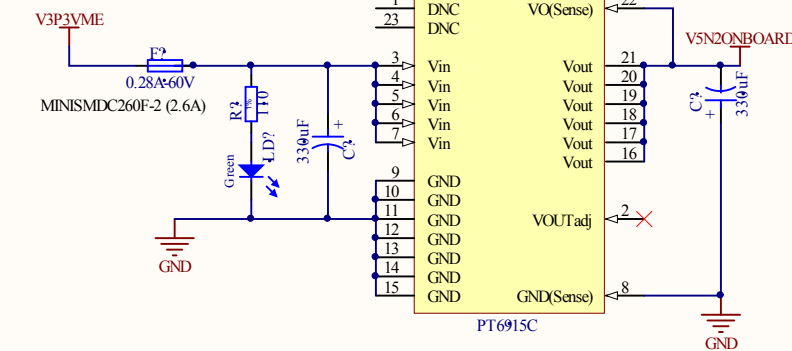 1
DNC
VO(Sense)
22
23
DNC
V3P3VME
V5N2ONBOARD
F?
0.28A-60V
MINISMDC260F-2 (2.6A)
R?
1%
110
Green
LD?
330uF
+
C?
3
Vin
4
Vin
5
Vin
6
Vin
7
Vin
Vout
21
Vout
20
Vout
19
Vout
18
Vout
17
Vout
16
C?
+
330uF
9
GND
10
GND
11
GND
12
GND
13
GND
14
GND
15
GND
VOUTadj
2
GND(Sense)
8
GND
PT6915C
GND